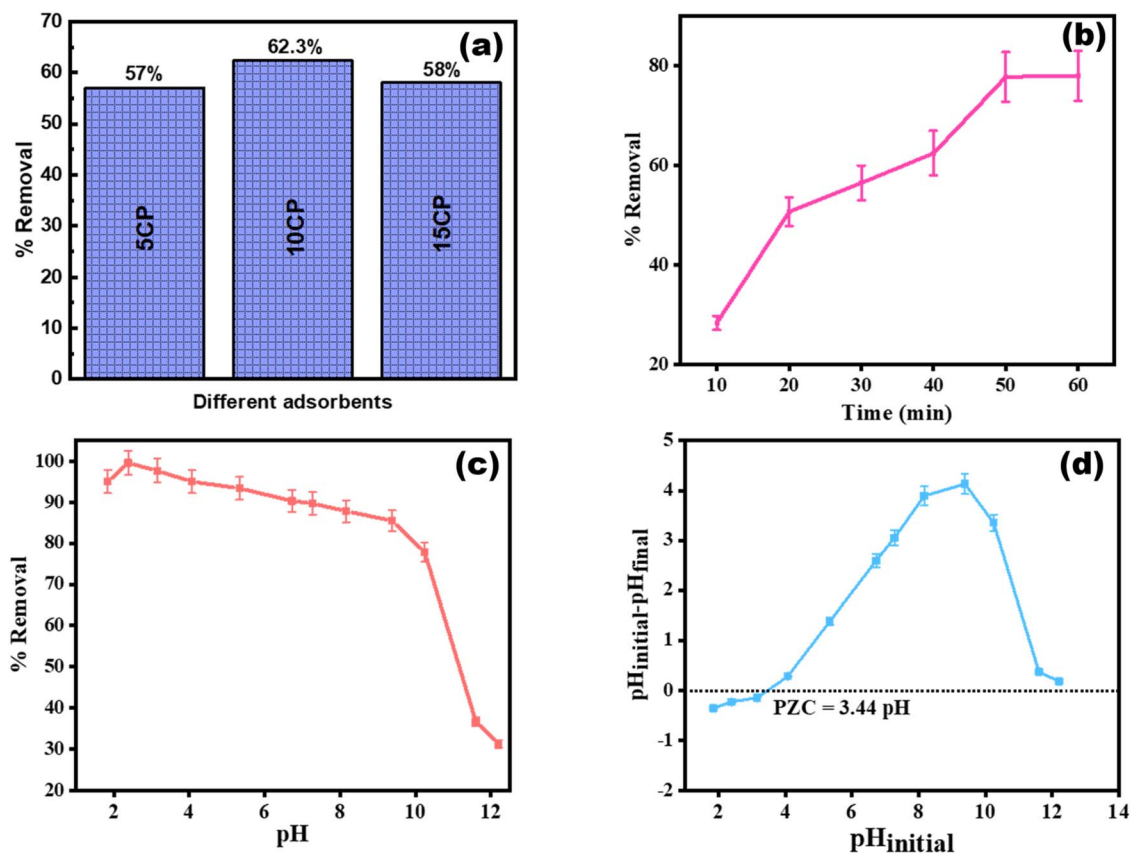 (a)
% Removal
70
60
50
40
30
20
10
0
57%
62.3%
58%
5CP
10CP
15CP
Different adsorbents
(b)
% Removal
80
60
40
20
10 20 30 40 50 60
Time (min)
(c)
% Removal
100
90
80
70
60
50
40
30
20
2 4 6 8 10 12
pH
(d)
pHinitial-pHfinal
5
4
3
2
1
0
-1
-2
PZC = 3.44 pH
0 2 4 6 8 10 12 14
pHinitial